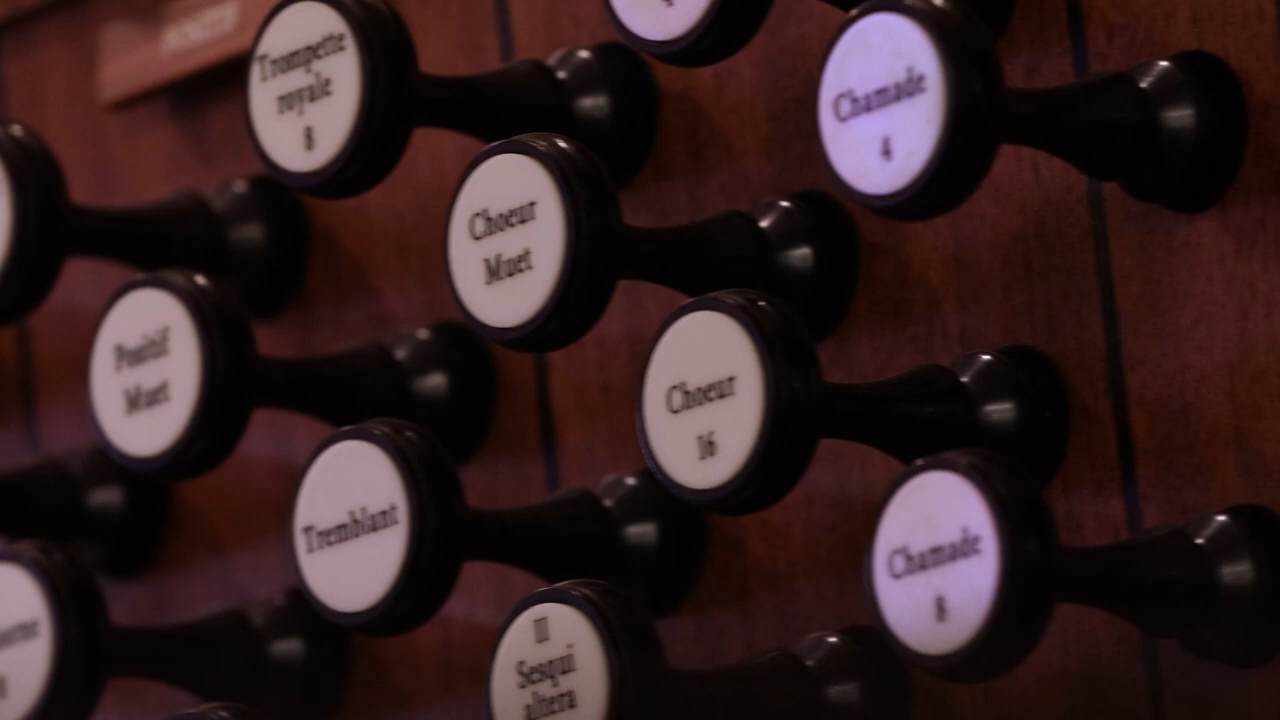 Trompette
royale
8
Chamade
4
Choeur
Muet
Positif
Muet
Choeur
16
Tremblant
Chamade
8
III
Sesqui
altera